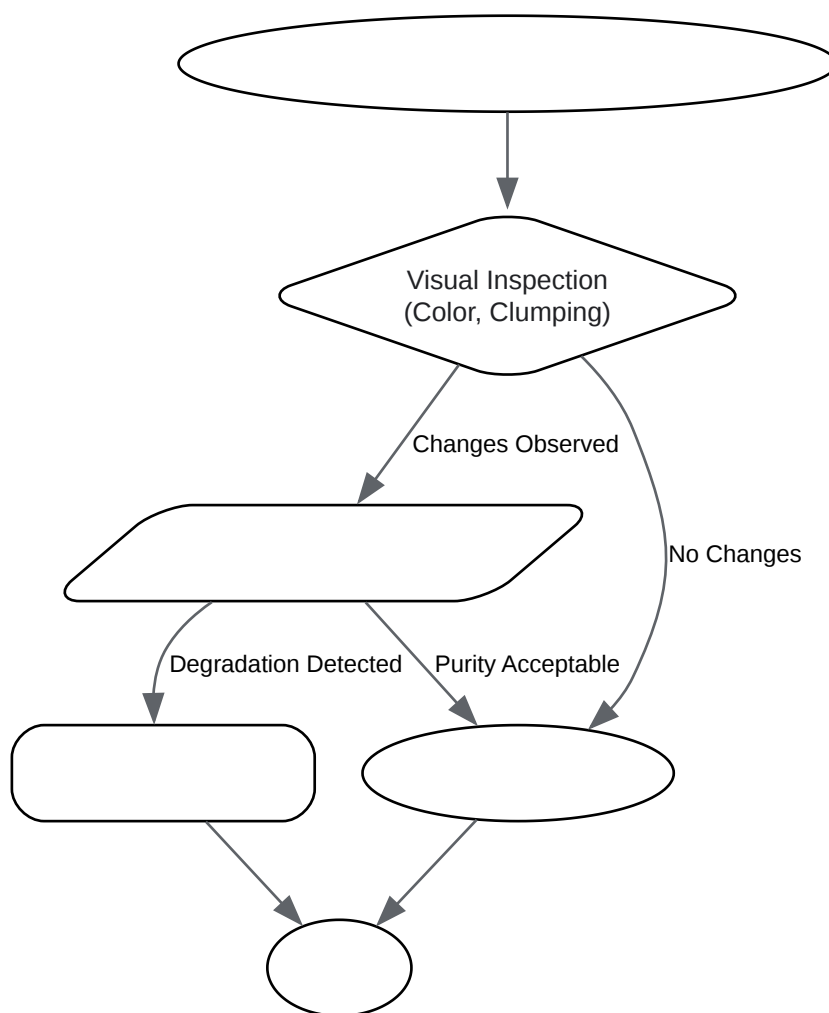 Visual Inspection
(Color, Clumping)
Changes Observed
No Changes
Degradation Detected
Purity Acceptable